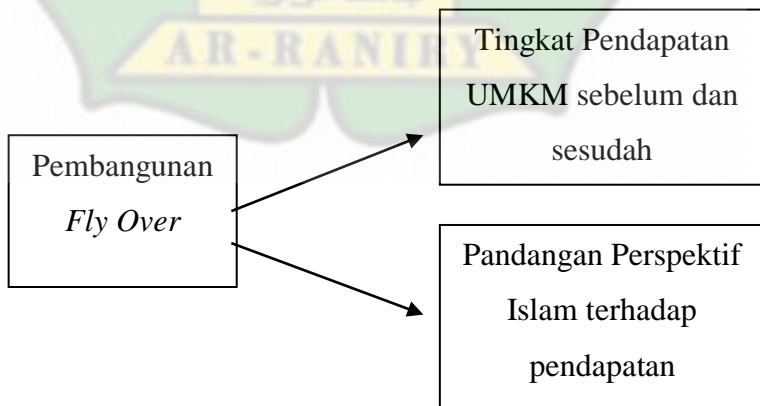 AR-RANIRY
Pembangunan
Fly Over
Tingkat Pendapatan
UMKM sebelum dan
sesudah
Pandangan Perspektif
Islam terhadap
pendapatan